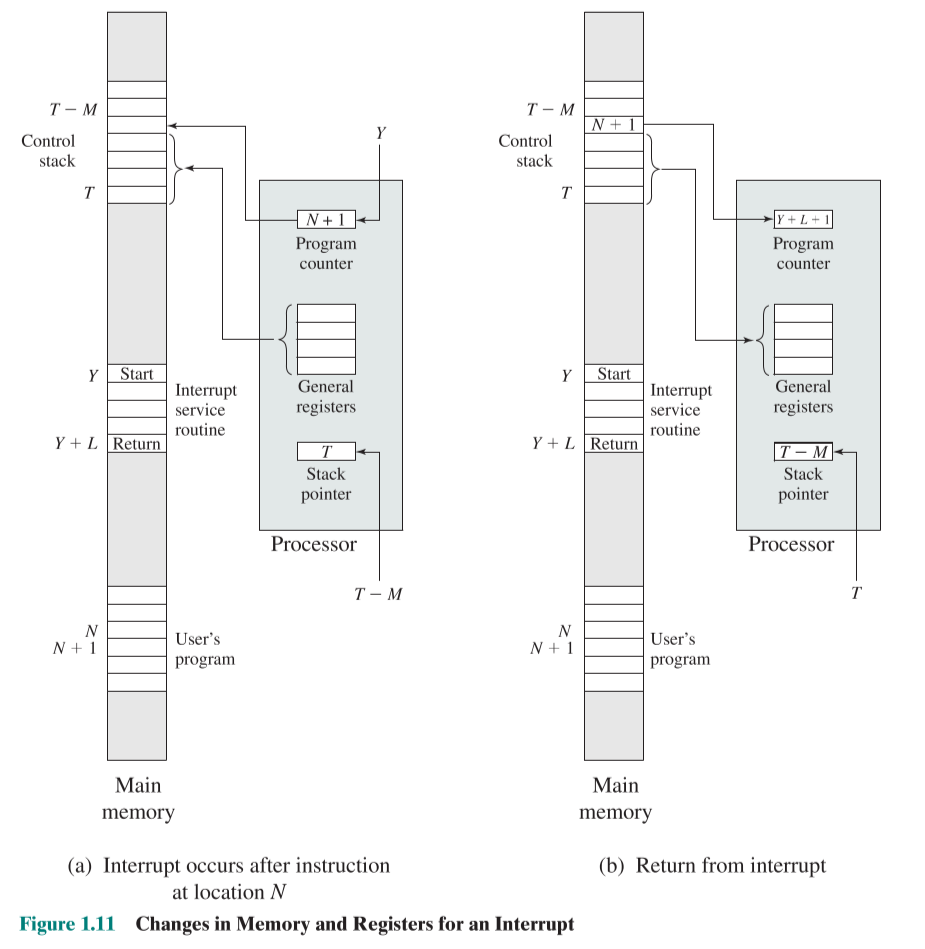 T – M
Control
stack
T
Y
N + 1
Program
counter
Y
Start
Interrupt
service
routine
Y + L
Return
General
registers
T
Stack
pointer
Processor
T – M
N
N + 1
User's
program
Main
memory
(a) Interrupt occurs after instruction
at location N
T – M
N + 1
Control
stack
T
Y + L + 1
Program
counter
Y
Start
Interrupt
service
routine
Y + L
Return
General
registers
T – M
Stack
pointer
Processor
T
N
N + 1
User's
program
Main
memory
(b) Return from interrupt
Figure 1.11 Changes in Memory and Registers for an Interrupt